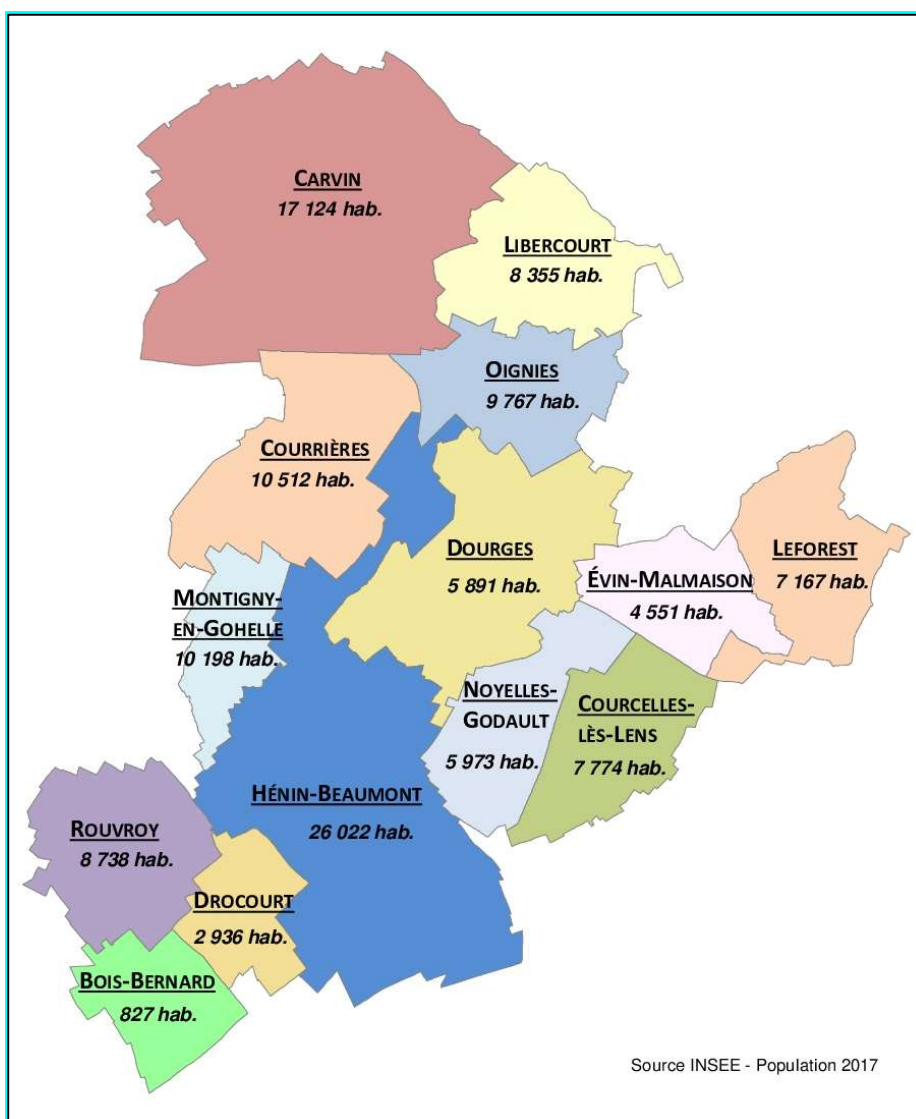 CARVIN
17 124 hab.
LIBERCOURT
8 355 hab.
OIGNIES
9 767 hab.
COURRIÈRES
10 512 hab.
DOURGES
5 891 hab.
LEFOREST
7 167 hab.
ÉVIN-MALMAISON
4 551 hab.
MONTIGNY-
EN-GOHELLE
10 198 hab.
NOYELLES-
GODAULT
5 973 hab.
COURCELLES-
LÈS-LENS
7 774 hab.
HÉNIN-BEAUMONT
26 022 hab.
ROUVROY
8 738 hab.
DROCOURT
2 936 hab.
BOIS-BERNARD
827 hab.
Source INSEE - Population 2017